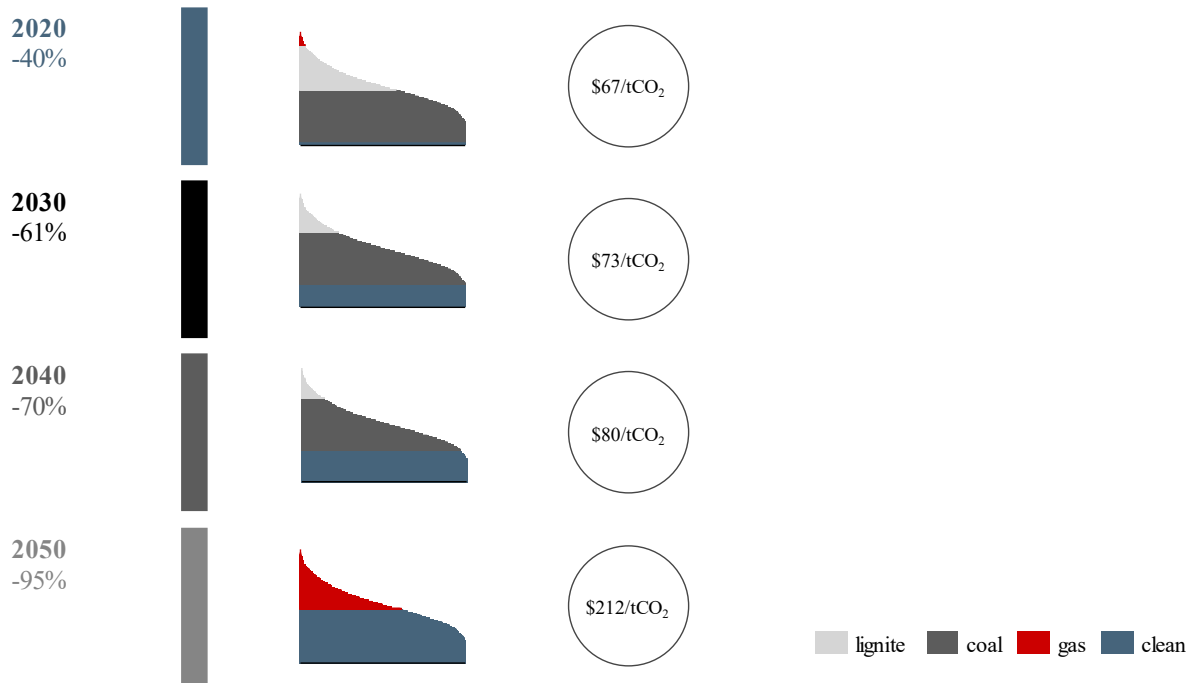 2020
-40%
$67/tCO₂
2030
-61%
$73/tCO₂
2040
-70%
$80/tCO₂
2050
-95%
$212/tCO₂
lignite coal gas clean